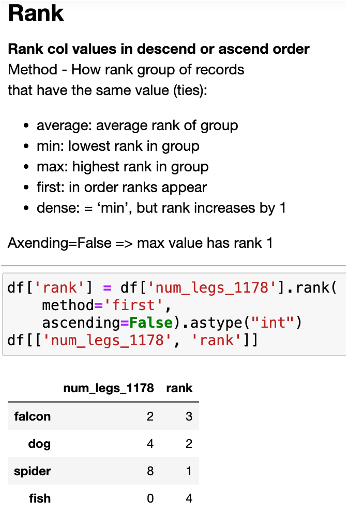 Rank
Rank col values in descend or ascend order
Method - How rank group of records
that have the same value (ties):
• average: average rank of group
• min: lowest rank in group
• max: highest rank in group
• first: in order ranks appear
• dense: = ‘min’, but rank increases by 1
Axending=False => max value has rank 1
df['rank'] = df['num_legs_1178'].rank(
    method='first',
    ascending=False).astype("int")
df[['num_legs_1178', 'rank']]
num_legs_1178 rank
falcon 2 3
dog 4 2
spider 8 1
fish 0 4